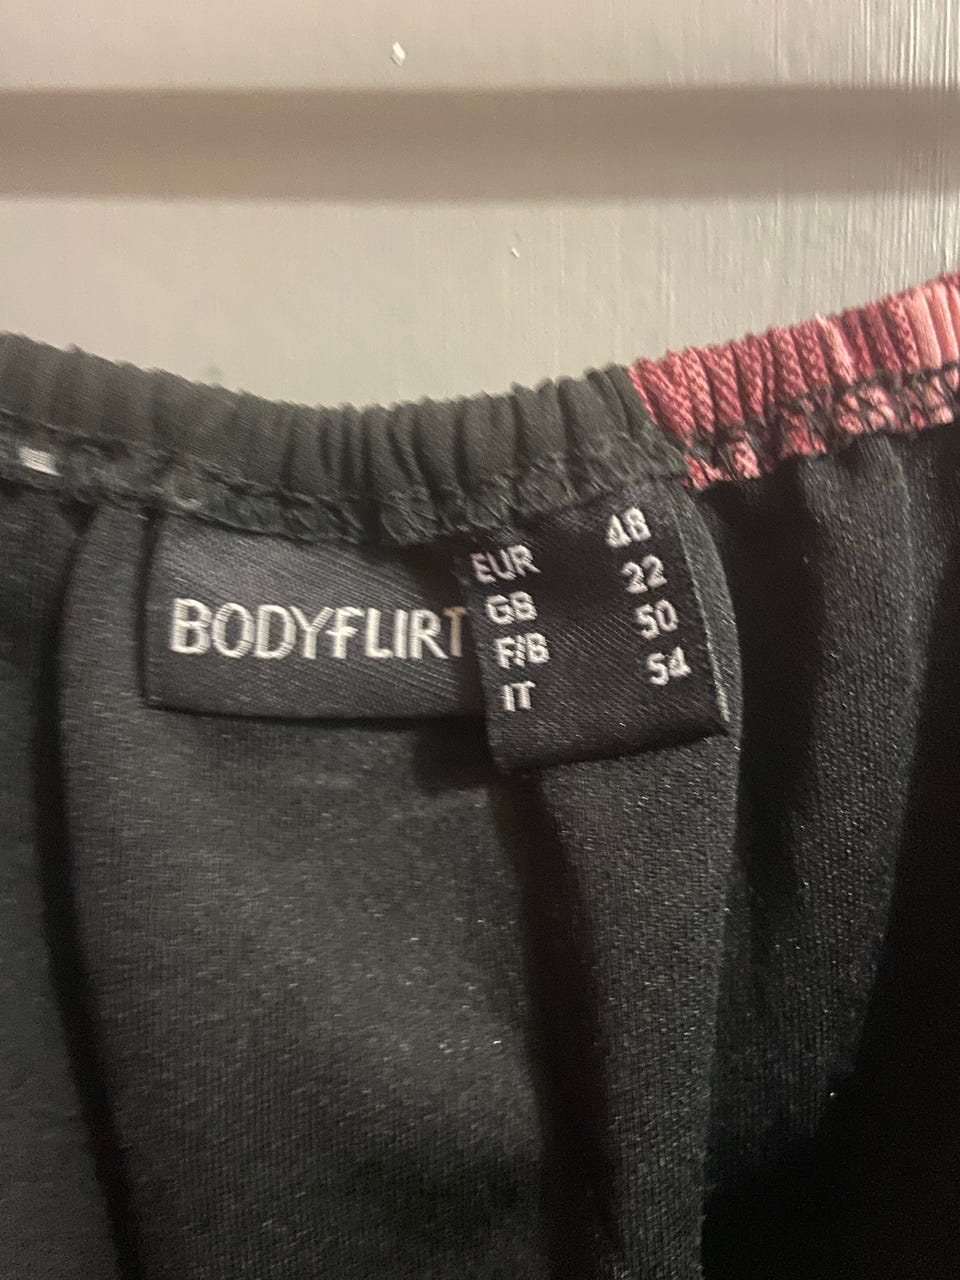 BODYFLIRT
EUR 48
GB 22
F/B 50
IT 54